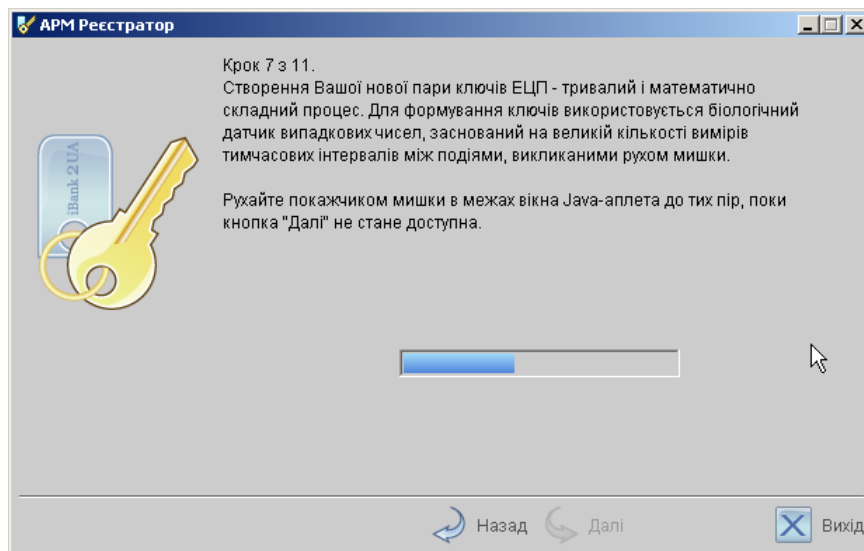 АРМ Реєстратор
Крок 7 з 11.
Створення Вашої нової пари ключів ЕЦП - тривалий і математично
складний процес. Для формування ключів використовується біологічний
датчик випадкових чисел, заснований на великій кількості вимірів
тимчасових інтервалів між подіями, викликаними рухом мишки.
Рухайте покажчиком мишки в межах вікна Java-аплета до тих пір, поки
кнопка "Далі" не стане доступна.
iBank 2 UA
Назад Далі Вихід